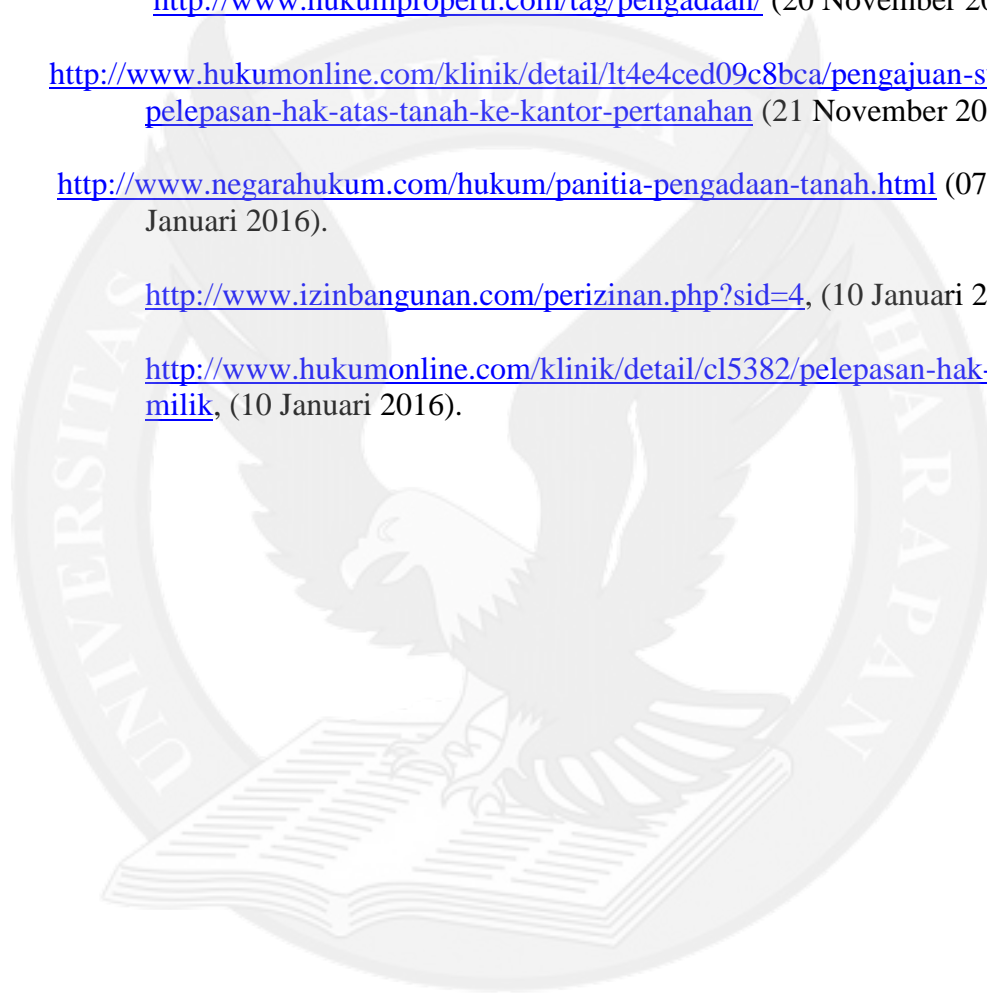 http://www.hukumproperti.com/tag/pengadaan/ (20 November 20
http://www.hukumonline.com/klinik/detail/lt4e4ced09c8bca/pengajuan-s
pelepasan-hak-atas-tanah-ke-kantor-pertanahan (21 November 20
http://www.negarahukum.com/hukum/panitia-pengadaan-tanah.html (07
Januari 2016).
http://www.izinbangunan.com/perizinan.php?sid=4, (10 Januari 2
http://www.hukumonline.com/klinik/detail/cl5382/pelepasan-hak-
milik, (10 Januari 2016).
UNIVERSITAS PELITA HARAPAN